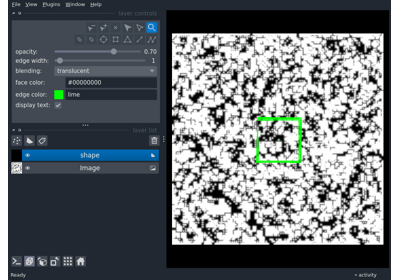 File View Plugins Window Help
layer controls
opacity: 0.70
edge width: 1
blending: translucent
face color: #00000000
edge color: lime
display text:
layer list
shape
Image
Ready
activity